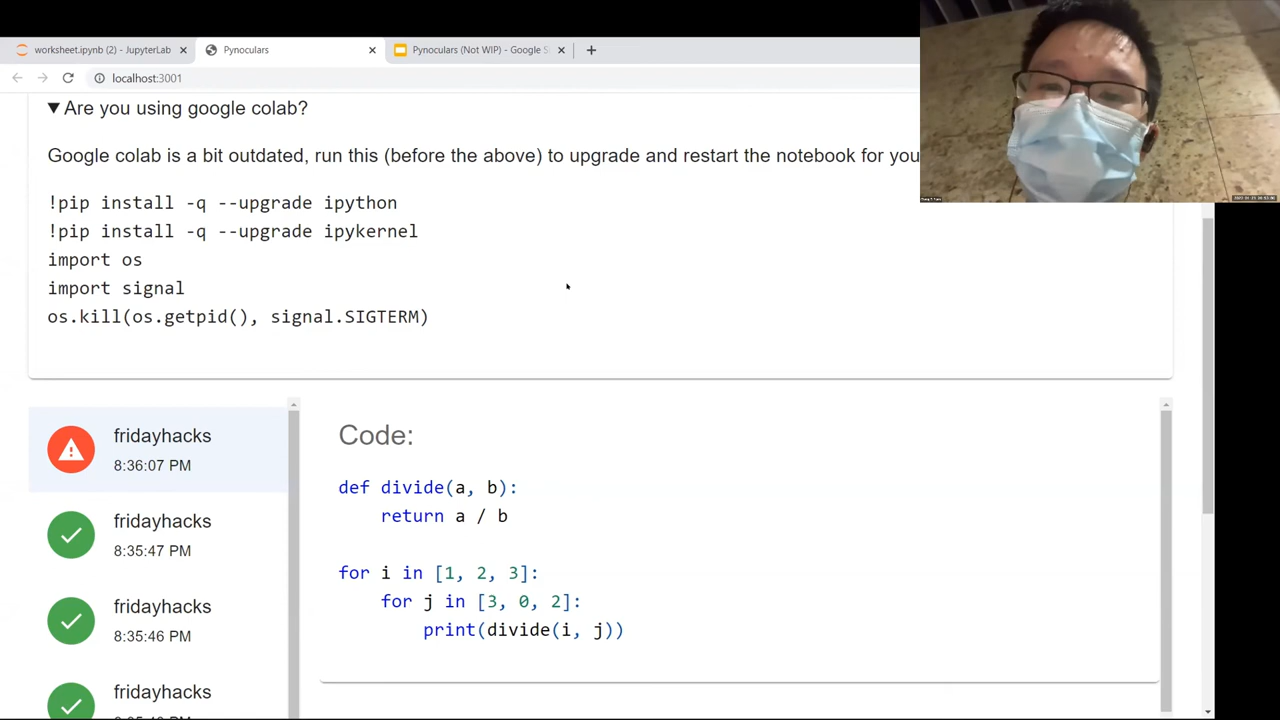 worksheet.ipynb (2) - JupyterLab
Pynoculars
Pynoculars (Not WIP) - Google S
localhost:3001
▼ Are you using google colab?
Google colab is a bit outdated, run this (before the above) to upgrade and restart the notebook for you
!pip install -q --upgrade ipython
!pip install -q --upgrade ipykernel
import os
import signal
os.kill(os.getpid(), signal.SIGTERM)
fridayhacks
8:36:07 PM
fridayhacks
8:35:47 PM
fridayhacks
8:35:46 PM
fridayhacks
Code:
def divide(a, b):
    return a / b
for i in [1, 2, 3]:
    for j in [3, 0, 2]:
        print(divide(i, j))